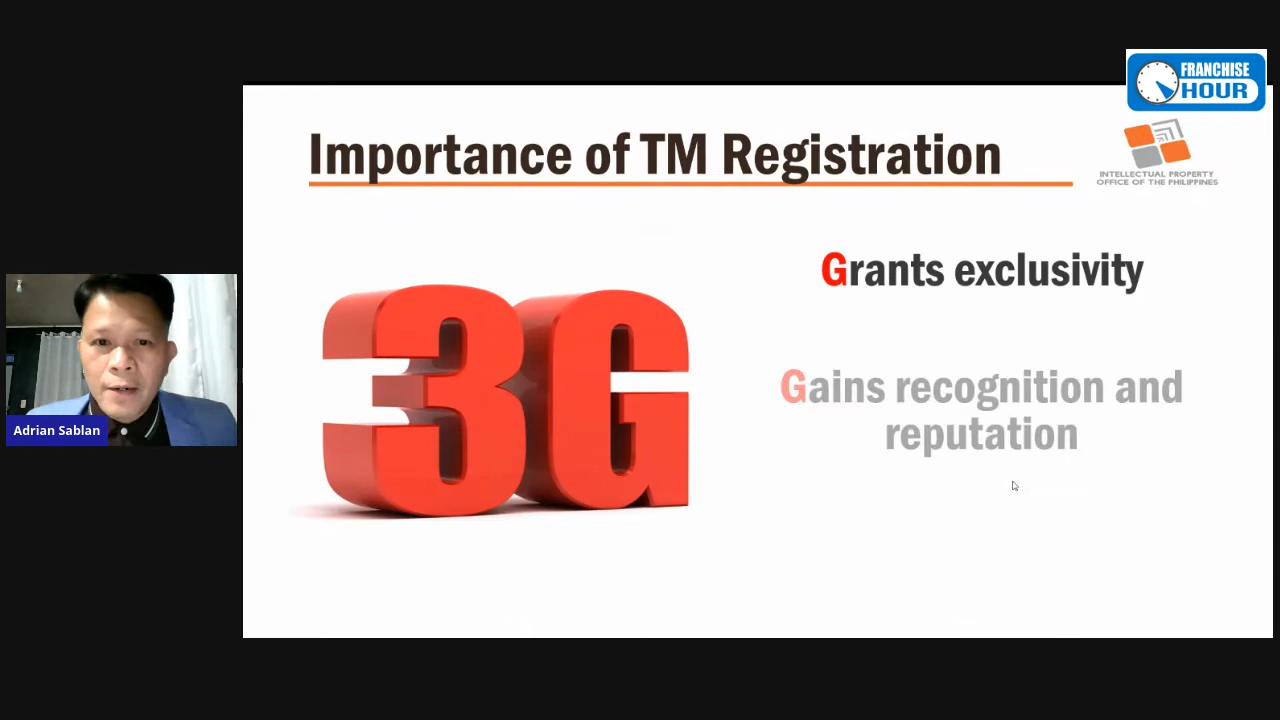 FRANCHISE
HOUR
Importance of TM Registration
INTELLECTUAL PROPERTY
OFFICE OF THE PHILIPPINES
3G
Grants exclusivity
Gains recognition and
reputation
Adrian Sablan